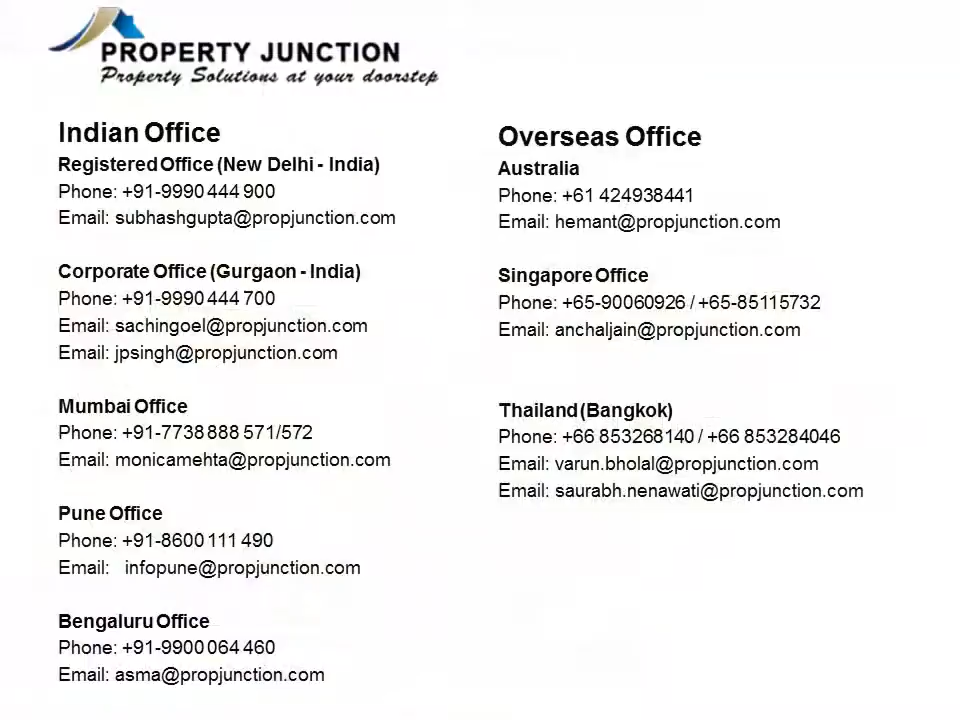 PROPERTY JUNCTION
Property Solutions at your doorstep
Indian Office
Registered Office (New Delhi - India)
Phone: +91-9990 444 900
Email: subhashgupta@propjunction.com
Corporate Office (Gurgaon - India)
Phone: +91-9990 444 700
Email: sachingoel@propjunction.com
Email: jpsingh@propjunction.com
Mumbai Office
Phone: +91-7738 888 571/572
Email: monicamehta@propjunction.com
Pune Office
Phone: +91-8600 111 490
Email: infopune@propjunction.com
Bengaluru Office
Phone: +91-9900 064 460
Email: asma@propjunction.com
Overseas Office
Australia
Phone: +61 424938441
Email: hemant@propjunction.com
Singapore Office
Phone: +65-90060926 / +65-85115732
Email: anchaljain@propjunction.com
Thailand (Bangkok)
Phone: +66 853268140 / +66 853284046
Email: varun.bholal@propjunction.com
Email: saurabh.nenawati@propjunction.com